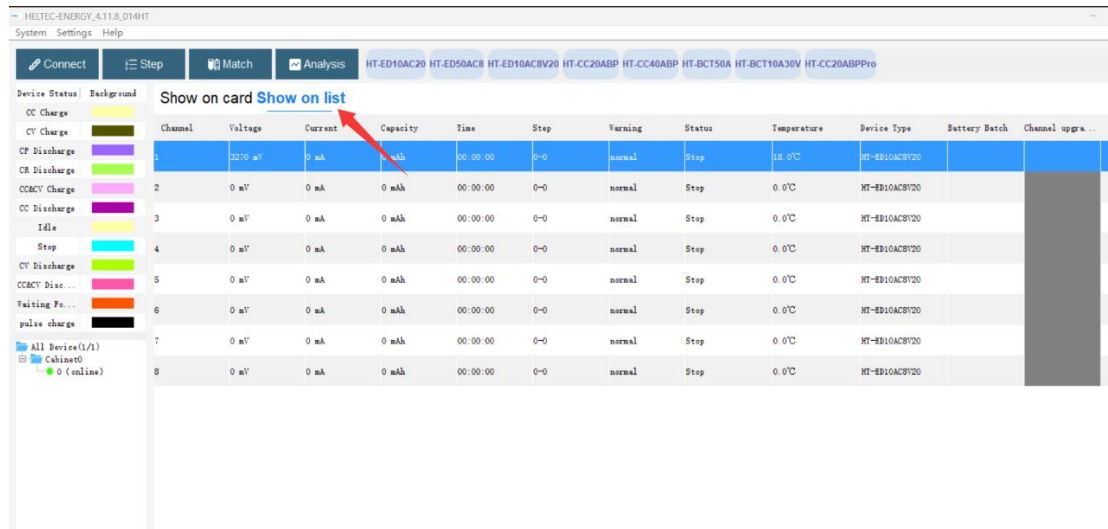 HELTEC-ENERGY_4.11.8_014HT
System Settings Help
Connect Step Match Analysis HT-ED10AC20 HT-ED50AC8 HT-ED10AC8V20 HT-CC20ABP HT-CC40ABP HT-BCT50A HT-BCT10A30V HT-CC20ABPPro
Device Status Background
CC Charge
CV Charge
CP Discharge
CR Discharge
CC&CV Charge
CC Discharge
Idle
Stop
CV Discharge
CC&CV Disc...
Waiting Fo...
pulse charge
All Device(1/1)
Cabinet0
0 (online)
Show on card Show on list
Channel Voltage Current Capacity Time Step Warning Status Temperature Device Type Battery Batch Channel upgra...
1 3270 mV 0 mA mAh 00:00:00 0-0 normal Stop 18.0℃ HT-ED10AC8V20
2 0 mV 0 mA 0 mAh 00:00:00 0-0 normal Stop 0.0℃ HT-ED10AC8V20
3 0 mV 0 mA 0 mAh 00:00:00 0-0 normal Stop 0.0℃ HT-ED10AC8V20
4 0 mV 0 mA 0 mAh 00:00:00 0-0 normal Stop 0.0℃ HT-ED10AC8V20
5 0 mV 0 mA 0 mAh 00:00:00 0-0 normal Stop 0.0℃ HT-ED10AC8V20
6 0 mV 0 mA 0 mAh 00:00:00 0-0 normal Stop 0.0℃ HT-ED10AC8V20
7 0 mV 0 mA 0 mAh 00:00:00 0-0 normal Stop 0.0℃ HT-ED10AC8V20
8 0 mV 0 mA 0 mAh 00:00:00 0-0 normal Stop 0.0℃ HT-ED10AC8V20